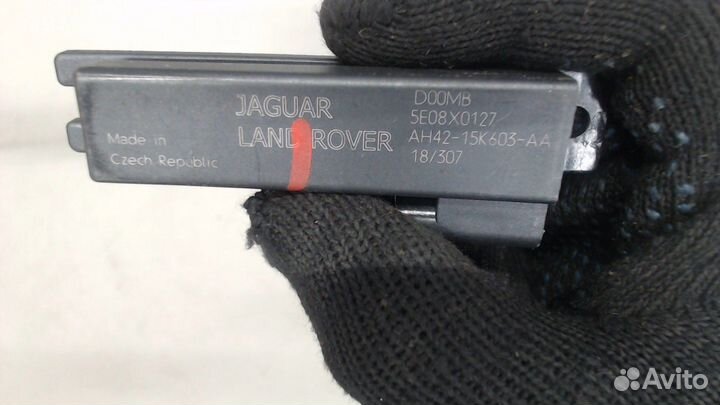 JAGUAR
LAND ROVER
Made in
Czech Republic
D00MB
5E08X0127
AH42-15K603-AA
18/307
Avito